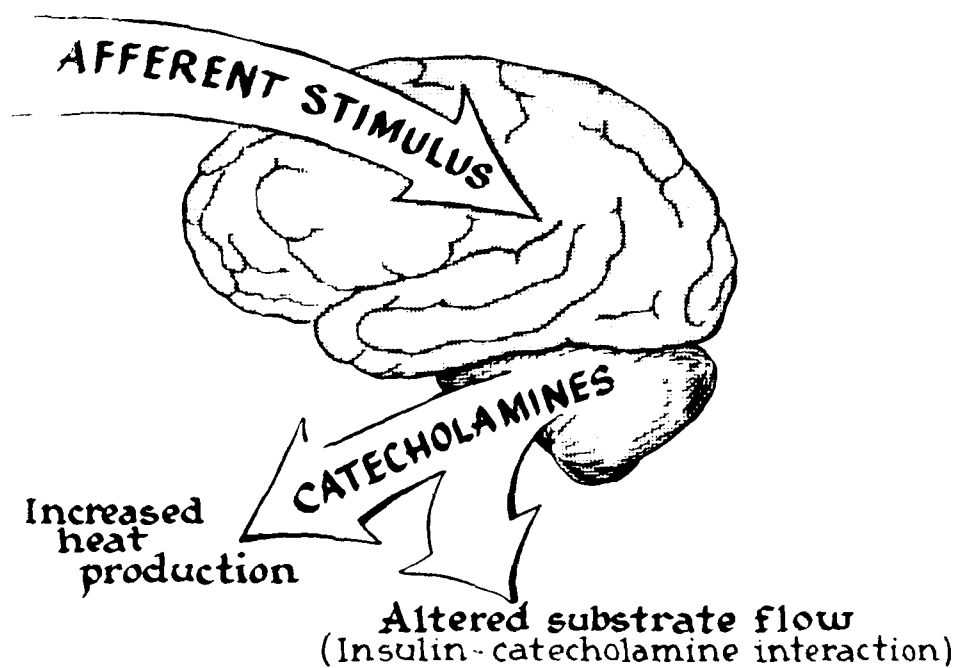 AFFERENT STIMULUS
CATECHOLAMINES
Increased
heat
production
Altered substrate flow
(Insulin-catecholamine interaction)